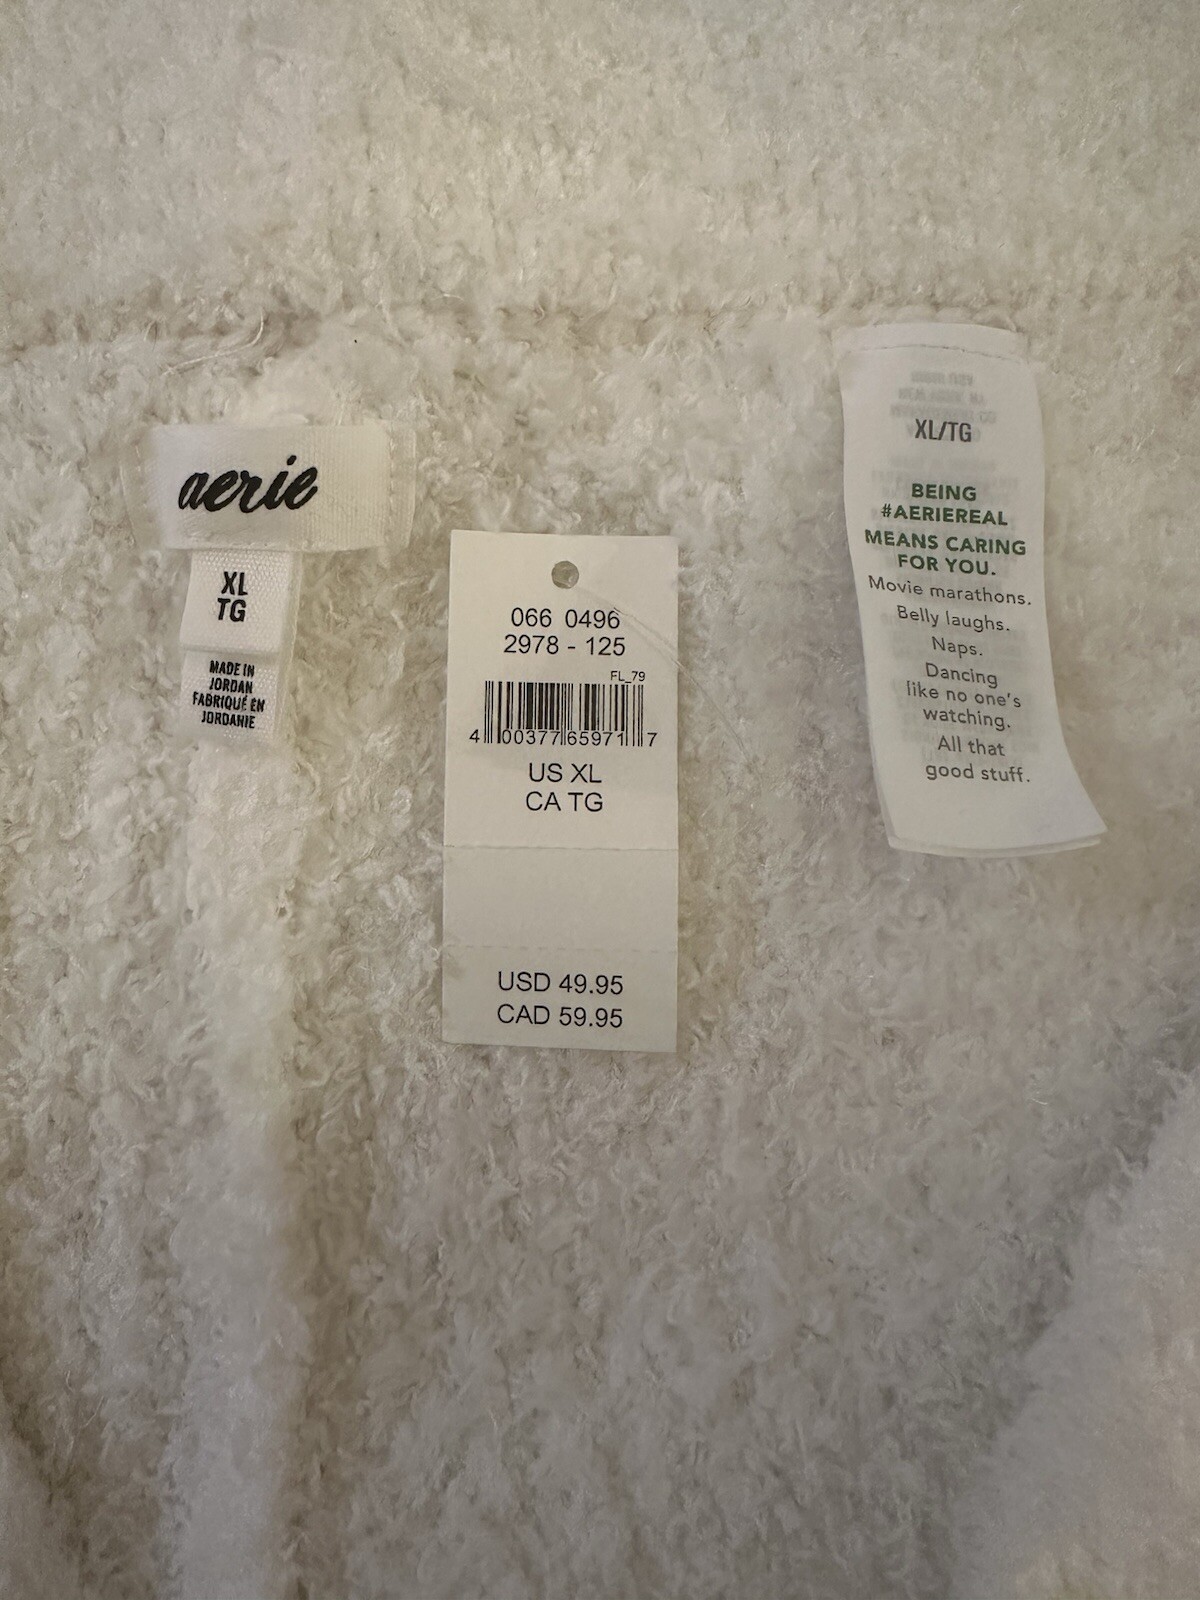 aerie
XL
TG
MADE IN
JORDAN
FABRIQUÉ EN
JORDANIE
066 0496
2978 - 125
FL_79
4 00377 65971 7
US XL
CA TG
USD 49.95
CAD 59.95
XL/TG
BEING
#AERIEREAL
MEANS CARING
FOR YOU.
Movie marathons.
Belly laughs.
Naps.
Dancing
like no one's
watching.
All that
good stuff.